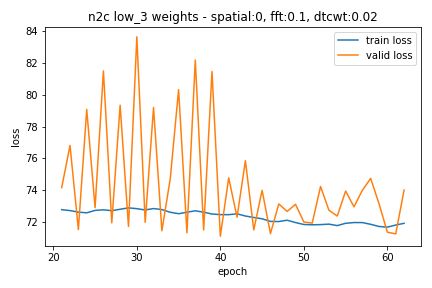 n2c low_3 weights - spatial:0, fft:0.1, dtcwt:0.02
84
82
80
78
76
74
72
loss
train loss
valid loss
20
30
40
50
60
epoch